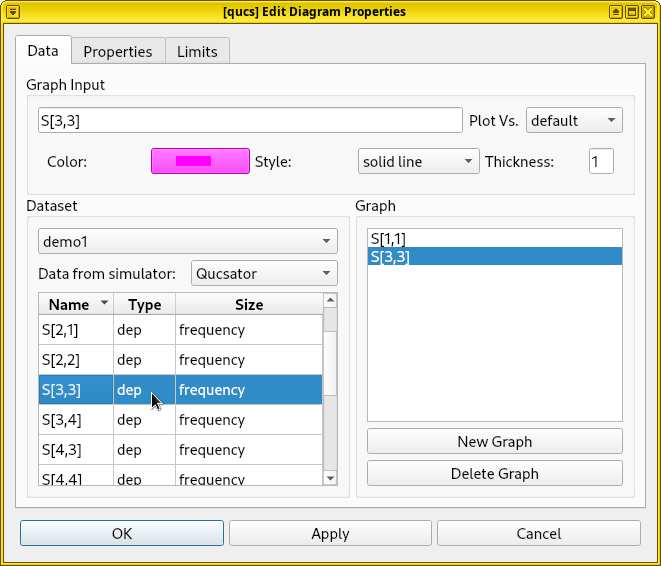 [qucs] Edit Diagram Properties
Data Properties Limits
Graph Input
S[3,3] Plot Vs. default
Color: Style: solid line Thickness: 1
Dataset
demo1
Data from simulator: Qucsator
Name Type Size
S[2,1] dep frequency
S[2,2] dep frequency
S[3,3] dep frequency
S[3,4] dep frequency
S[4,3] dep frequency
S[4,4] dep frequency
Graph
S[1,1]
S[3,3]
New Graph
Delete Graph
OK Apply Cancel